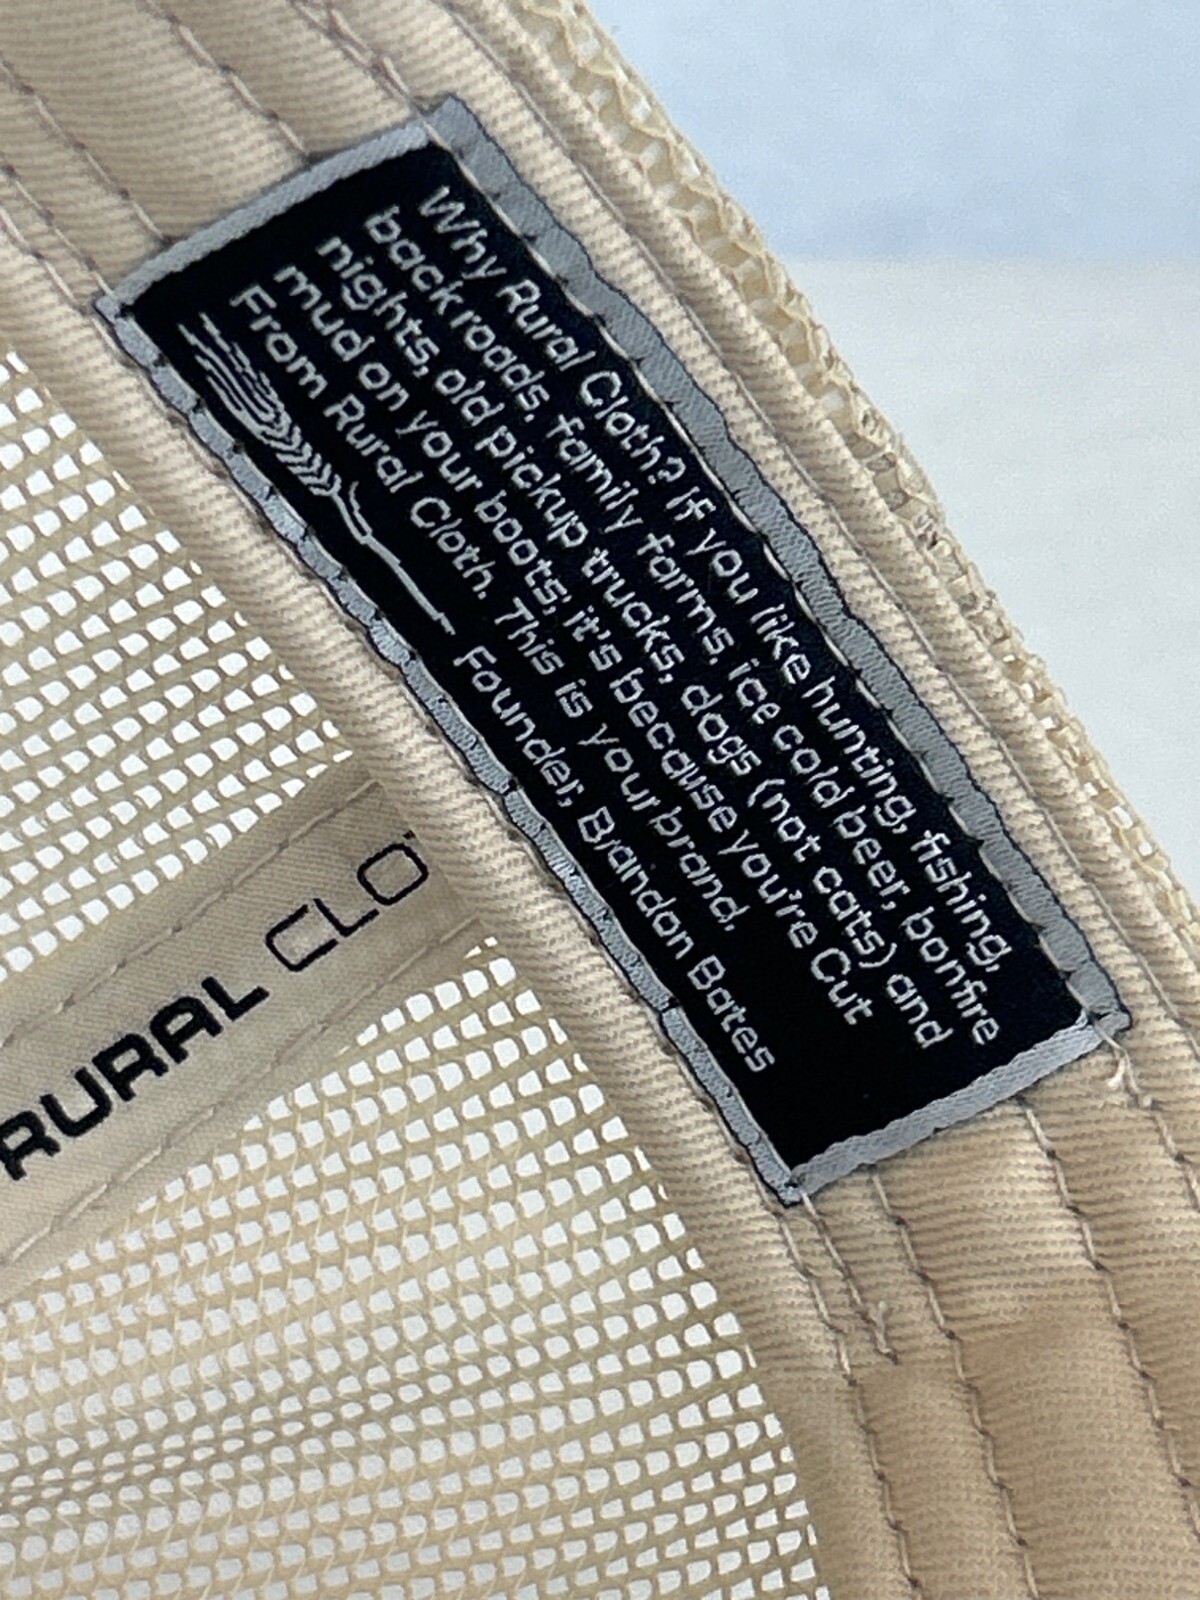 Why Rural Cloth? If you like hunting, fishing,
back roads, family farms, ice cold beer, bonfire
nights, old pickup trucks, dogs (not cats) and
mud on your boots; it's because you're Cut
From Rural Cloth. This is your brand.
Founder, Brandon Bates
RURAL CLO